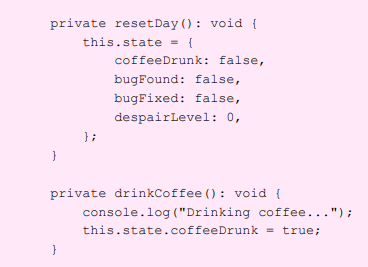 private resetDay(): void {
this.state = {
coffeeDrunk: false,
bugFound: false,
bugFixed: false,
despairLevel: 0,
};
}
private drinkCoffee(): void {
console.log("Drinking coffee...");
this.state.coffeeDrunk = true;
}